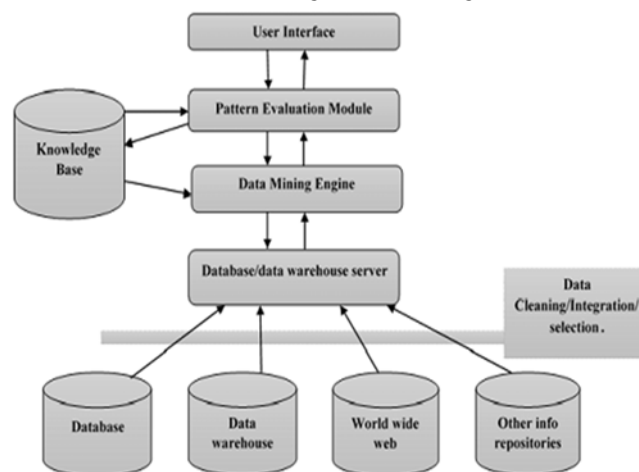 User Interface
Pattern Evaluation Module
Knowledge
Base
Data Mining Engine
Database/data warehouse server
Data
Cleaning/Integration/
selection.
Database
Data
warehouse
World wide
web
Other info
repositories